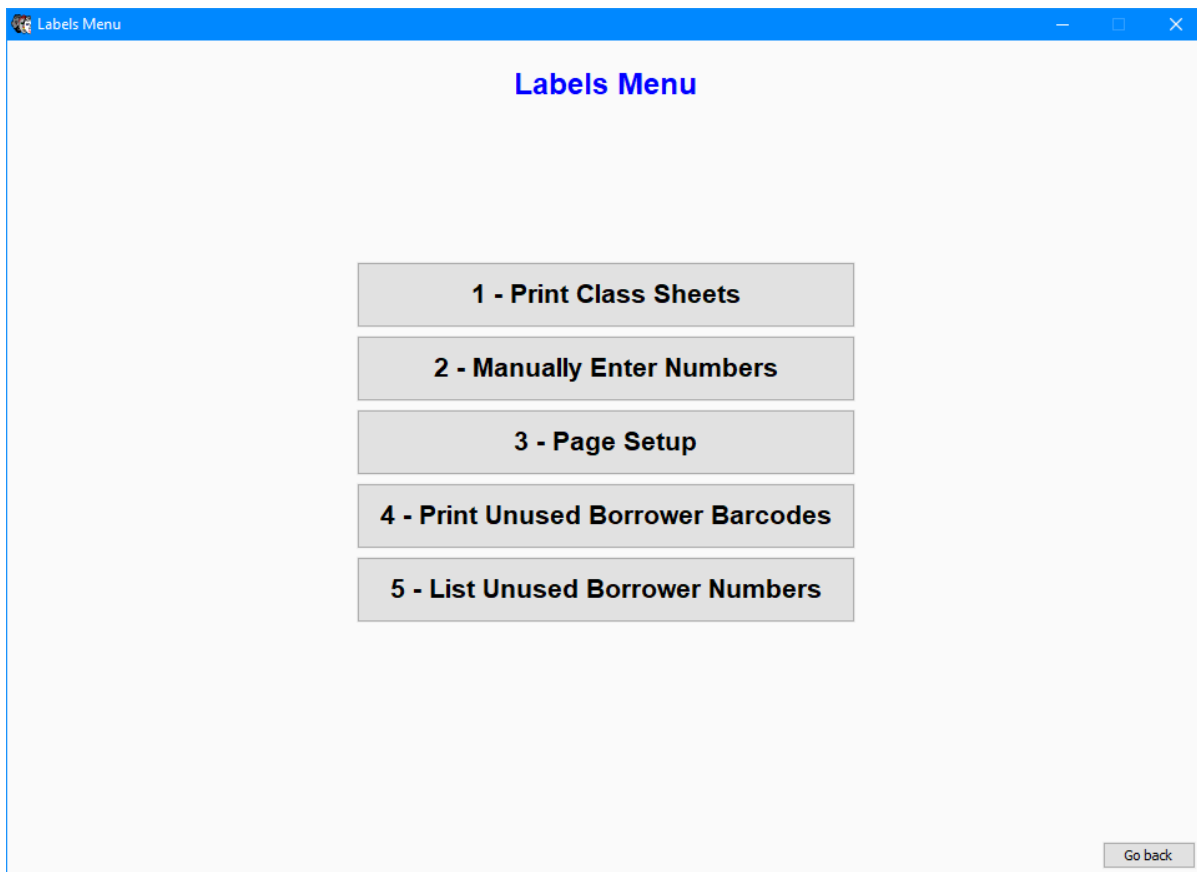 Labels Menu
Labels Menu
1 - Print Class Sheets
2 - Manually Enter Numbers
3 - Page Setup
4 - Print Unused Borrower Barcodes
5 - List Unused Borrower Numbers
Go back